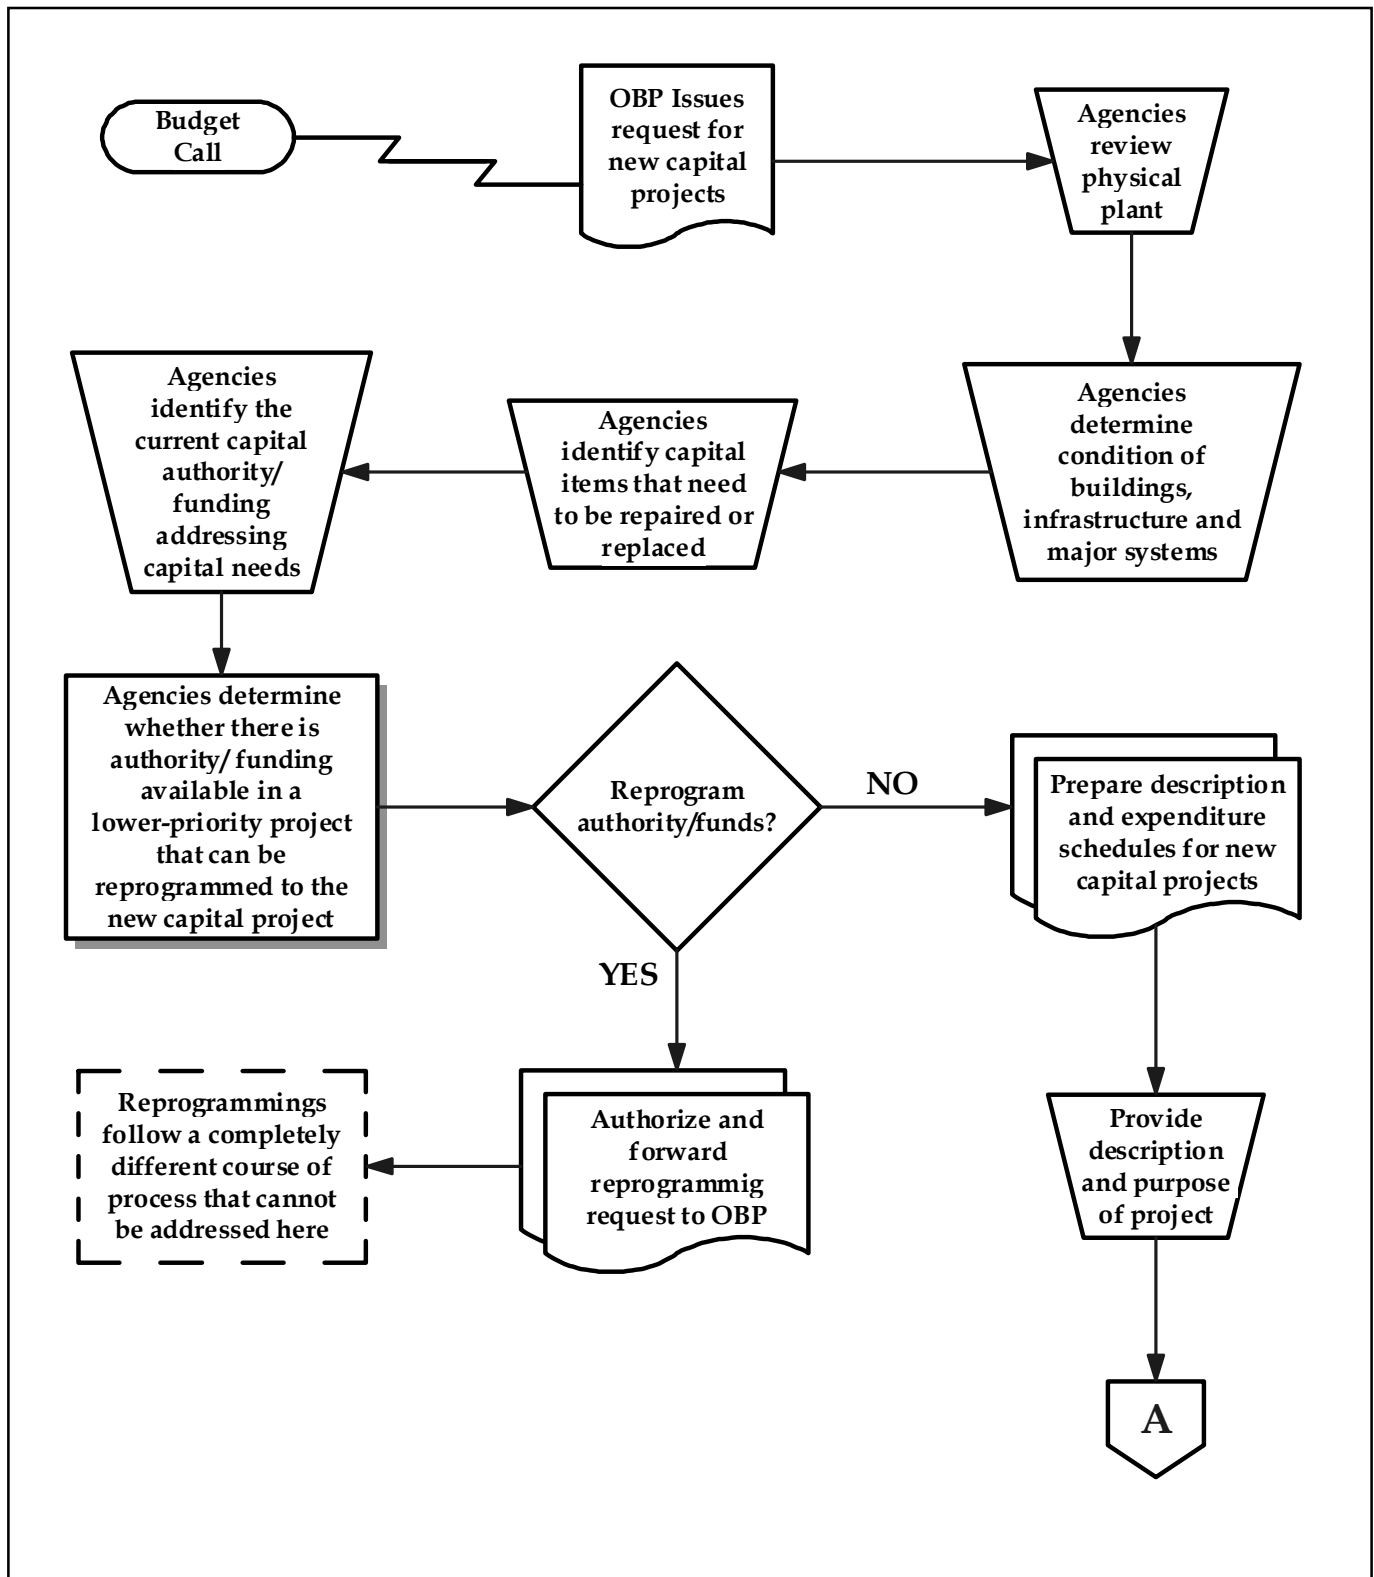 Budget
Call
OBP Issues
request for
new capital
projects
Agencies
review
physical
plant
Agencies
identify the
current capital
authority/
funding
addressing
capital needs
Agencies
identify capital
items that need
to be repaired or
replaced
Agencies
determine
condition of
buildings,
infrastructure and
major systems
Agencies determine
whether there is
authority/ funding
available in a
lower-priority project
that can be
reprogrammed to the
new capital project
Reprogram
authority/funds?
NO
YES
Prepare description
and expenditure
schedules for new
capital projects
Reprogrammings
follow a completely
different course of
process that cannot
be addressed here
Authorize and
forward
reprogrammig
request to OBP
Provide
description
and purpose
of project
A